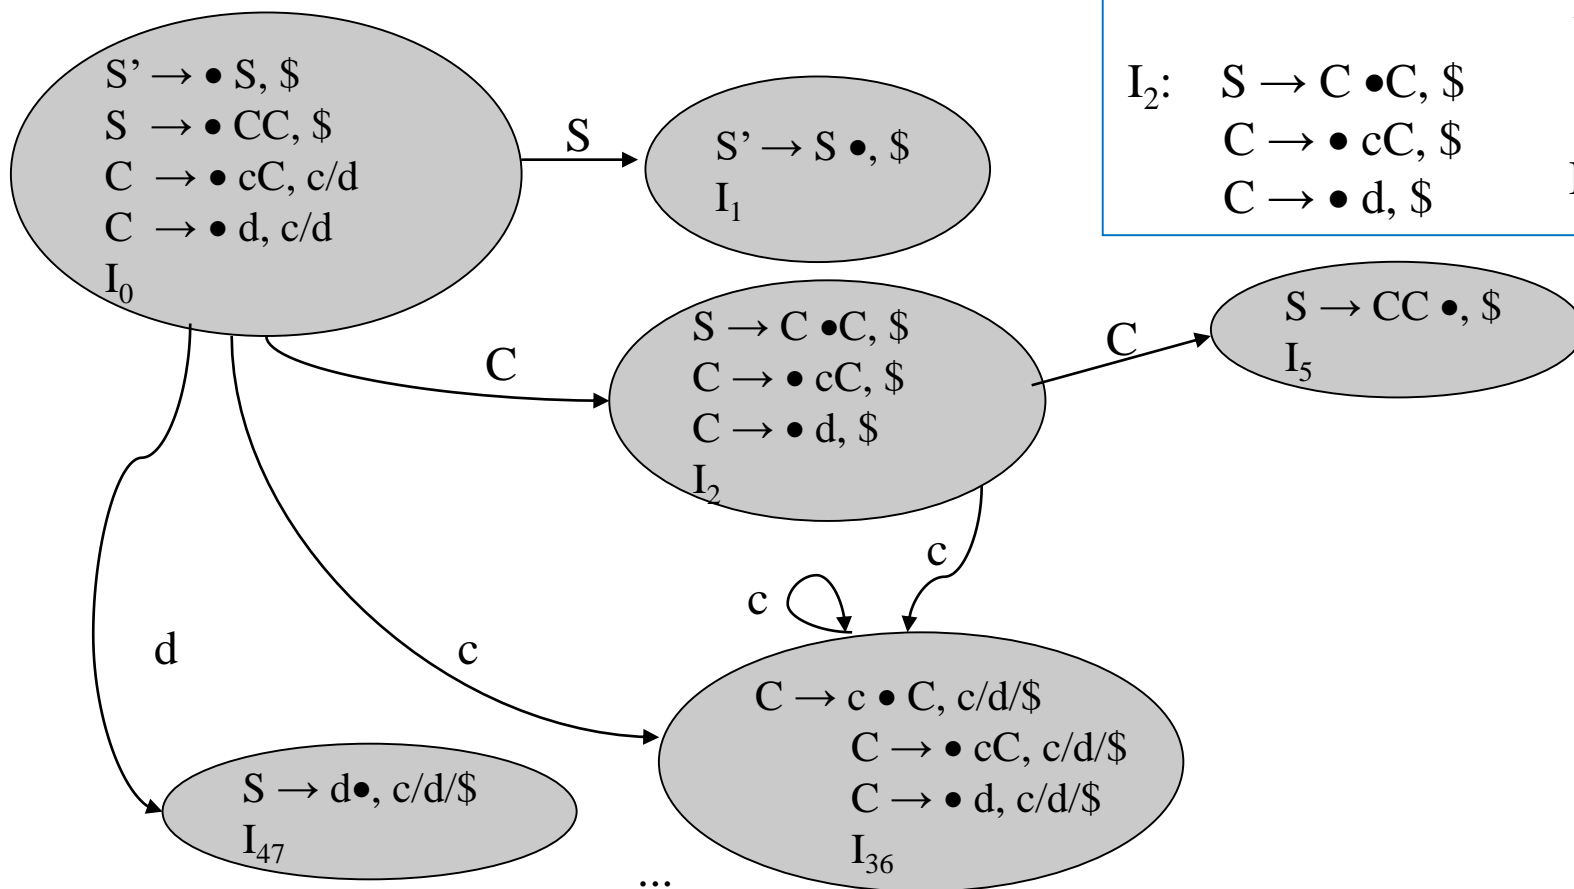 S’ → • S, $
S → • CC, $
C → • cC, c/d
C → • d, c/d
I0
S
S’ → S •, $
I1
I2: S → C •C, $
C → • cC, $
C → • d, $
C
S → C •C, $
C → • cC, $
C → • d, $
I2
C
S → CC •, $
I5
c
c
d
c
C → c • C, c/d/$
C → • cC, c/d/$
C → • d, c/d/$
I36
S → d•, c/d/$
I47
...